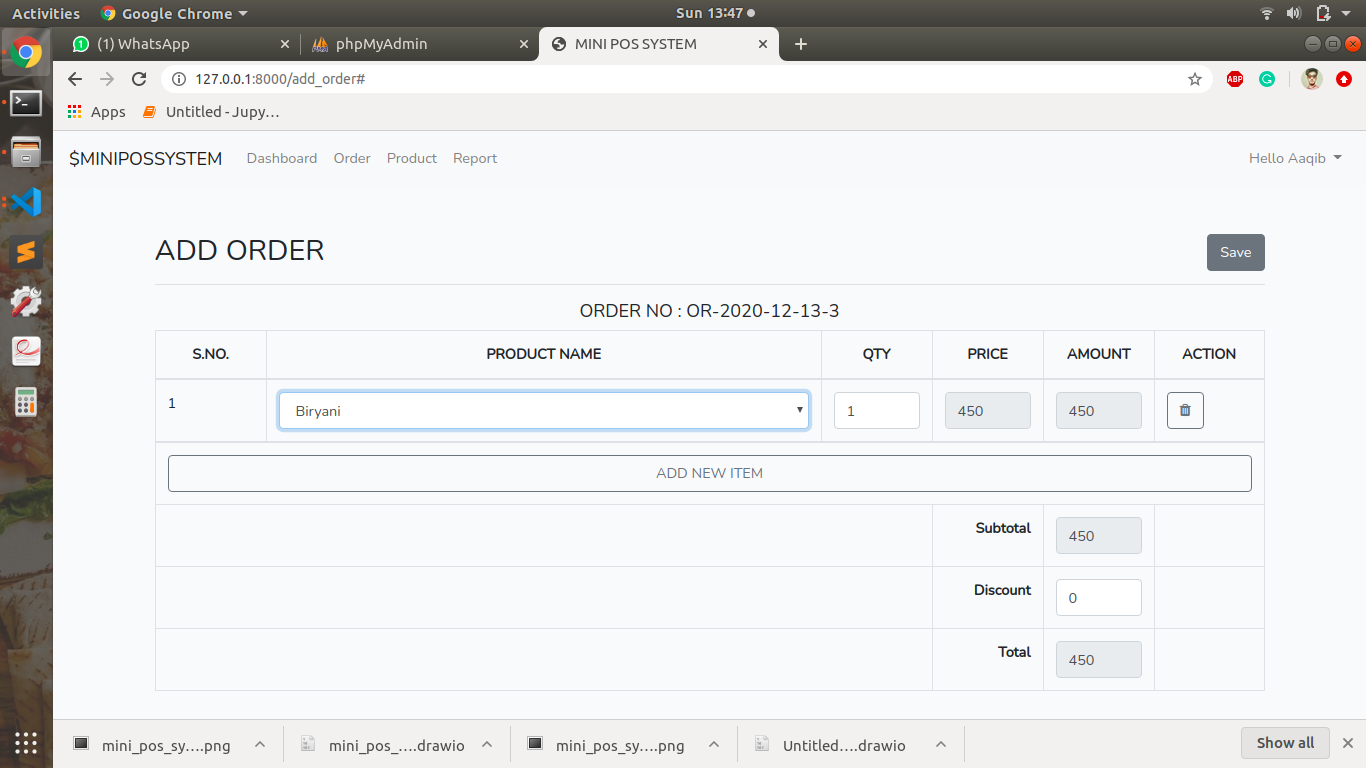 Activities Google Chrome Sun 13:47
(1) WhatsApp phpMyAdmin MINI POS SYSTEM
127.0.0.1:8000/add_order# ABP
Apps Untitled - Jupy…
$MINIPOSSYSTEM Dashboard Order Product Report Hello Aaqib
ADD ORDER Save
ORDER NO : OR-2020-12-13-3
S.NO. PRODUCT NAME QTY PRICE AMOUNT ACTION
1 Biryani 1 450 450
ADD NEW ITEM
Subtotal 450
Discount 0
Total 450
mini_pos_sy….png mini_pos_….drawio mini_pos_sy….png Untitled….drawio Show all